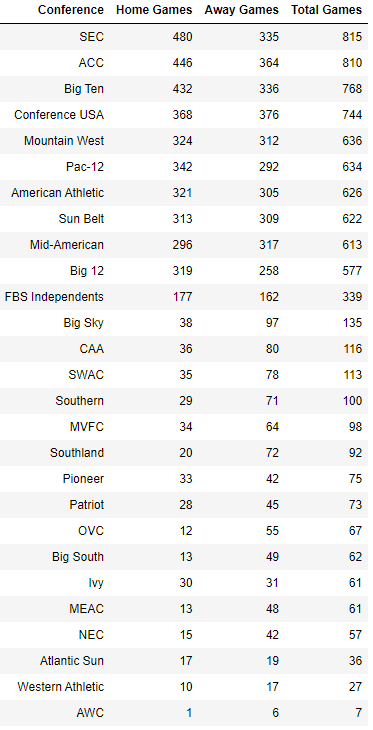 Conference Home Games Away Games Total Games
SEC 480 335 815
ACC 446 364 810
Big Ten 432 336 768
Conference USA 368 376 744
Mountain West 324 312 636
Pac-12 342 292 634
American Athletic 321 305 626
Sun Belt 313 309 622
Mid-American 296 317 613
Big 12 319 258 577
FBS Independents 177 162 339
Big Sky 38 97 135
CAA 36 80 116
SWAC 35 78 113
Southern 29 71 100
MVFC 34 64 98
Southland 20 72 92
Pioneer 33 42 75
Patriot 28 45 73
OVC 12 55 67
Big South 13 49 62
Ivy 30 31 61
MEAC 13 48 61
NEC 15 42 57
Atlantic Sun 17 19 36
Western Athletic 10 17 27
AWC 1 6 7